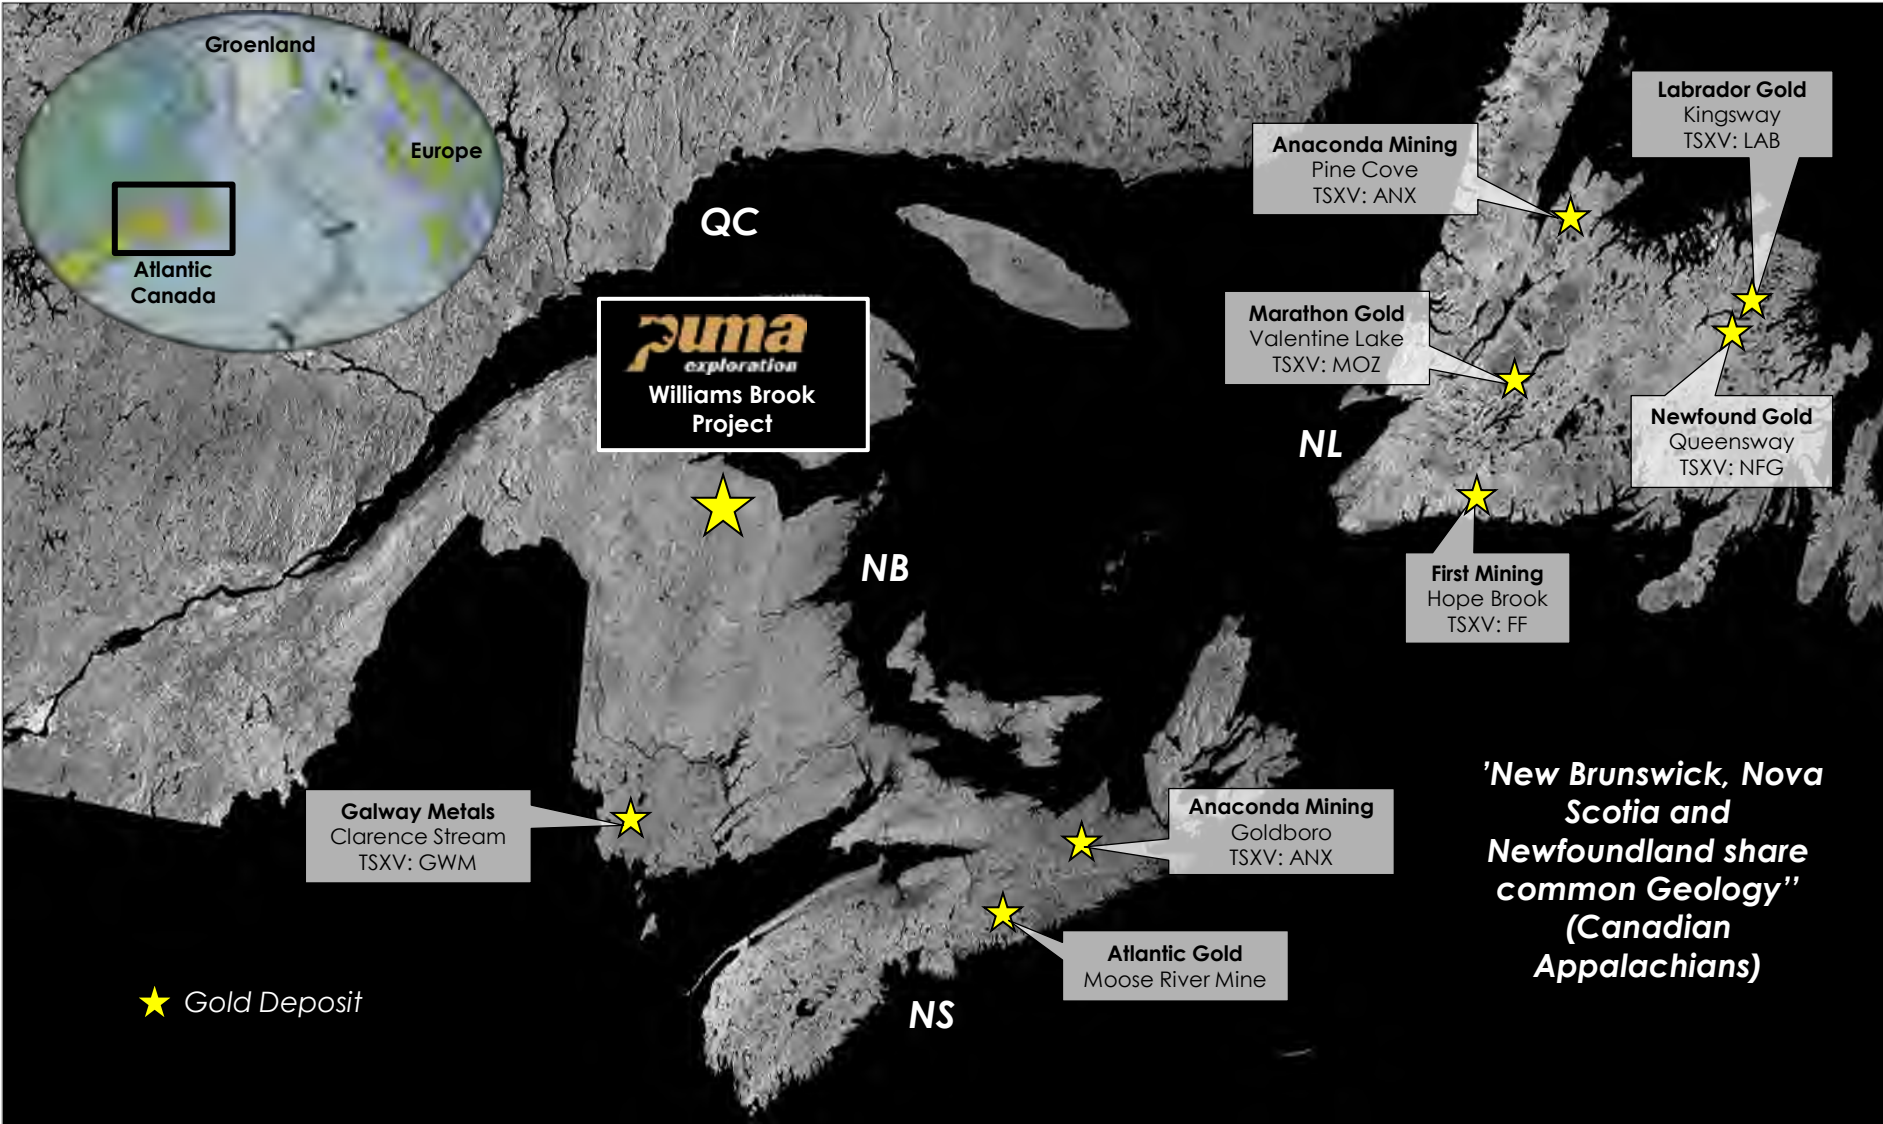 Groenland
Europe
Atlantic
Canada
QC
puma
exploration
Williams Brook
Project
Anaconda Mining
Pine Cove
TSXV: ANX
Labrador Gold
Kingsway
TSXV: LAB
Marathon Gold
Valentine Lake
TSXV: MOZ
NL
Newfound Gold
Queensway
TSXV: NFG
NB
First Mining
Hope Brook
TSXV: FF
Galway Metals
Clarence Stream
TSXV: GWM
Anaconda Mining
Goldboro
TSXV: ANX
Atlantic Gold
Moose River Mine
NS
'New Brunswick, Nova
Scotia and
Newfoundland share
common Geology''
(Canadian
Appalachians)
Gold Deposit